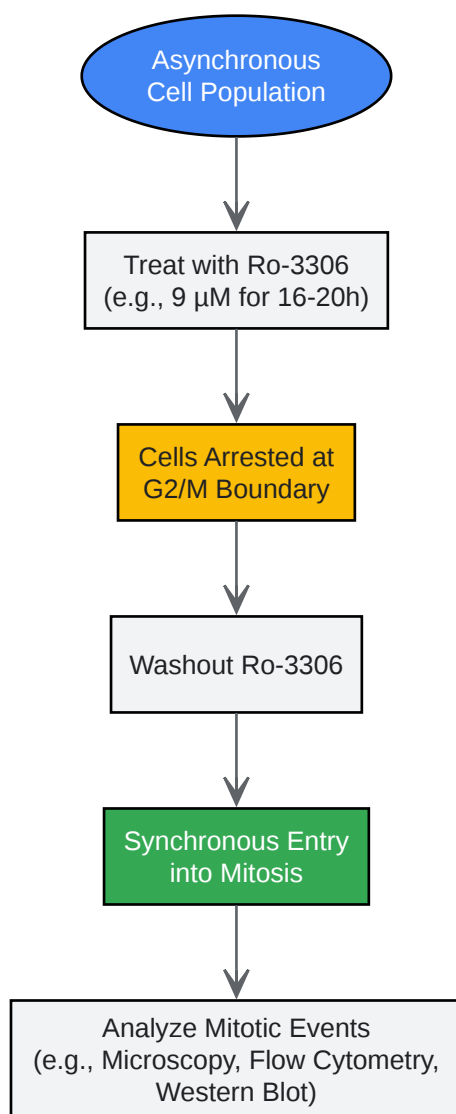 Asynchronous
Cell Population
Treat with Ro-3306
(e.g., 9 µM for 16-20h)
Cells Arrested at
G2/M Boundary
Washout Ro-3306
Synchronous Entry
into Mitosis
Analyze Mitotic Events
(e.g., Microscopy, Flow Cytometry,
Western Blot)